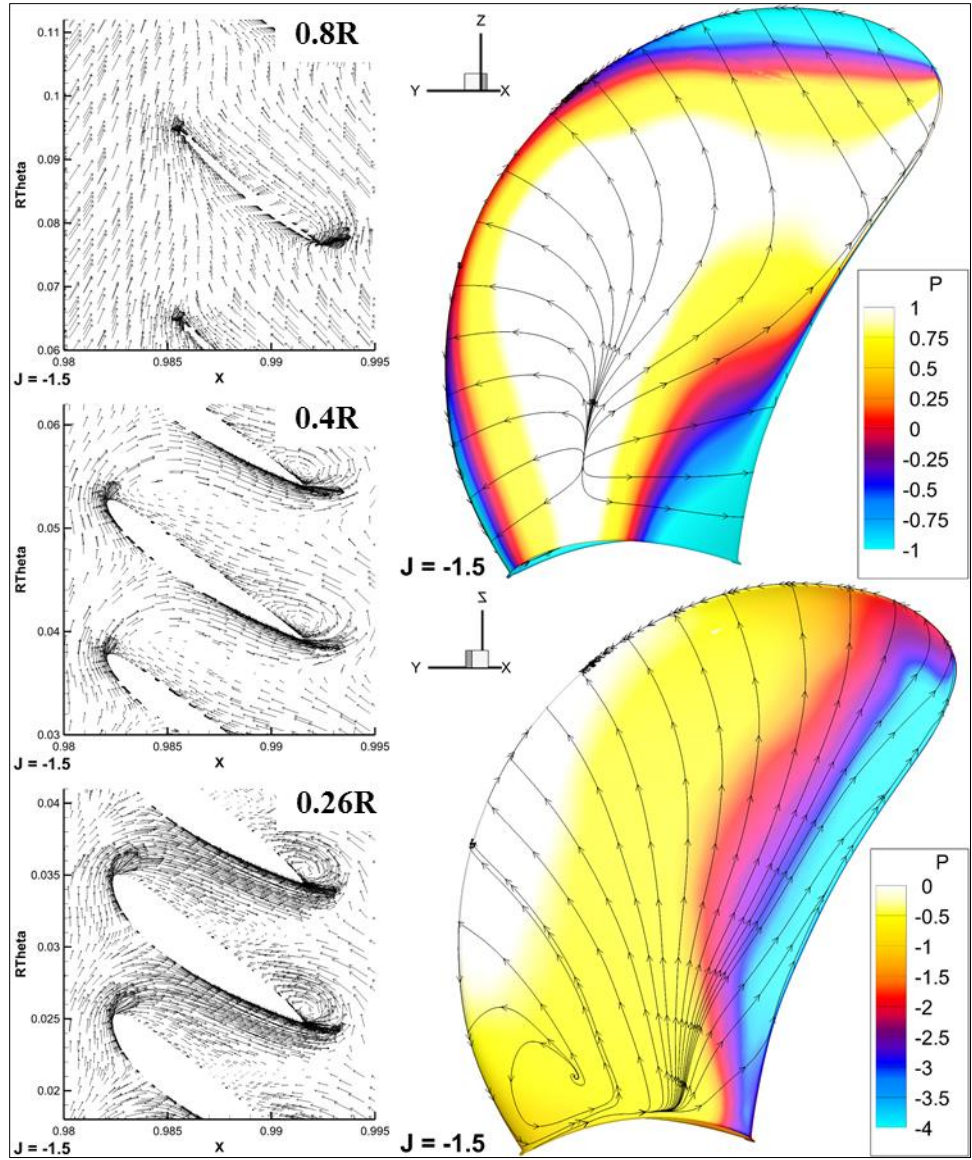 0.8R
0.11
0.1
0.09
0.08
0.07
0.06
RTheta
0.98
0.985
0.99
0.995
X
J = -1.5
0.4R
0.06
0.05
0.04
0.03
RTheta
0.98
0.985
0.99
0.995
X
J = -1.5
0.26R
0.04
0.035
0.03
0.025
0.02
RTheta
0.98
0.985
0.99
0.995
X
J = -1.5
Z
Y
X
P
1
0.75
0.5
0.25
0
-0.25
-0.5
-0.75
-1
J = -1.5
Z
Y
X
P
0
-0.5
-1
-1.5
-2
-2.5
-3
-3.5
-4
J = -1.5